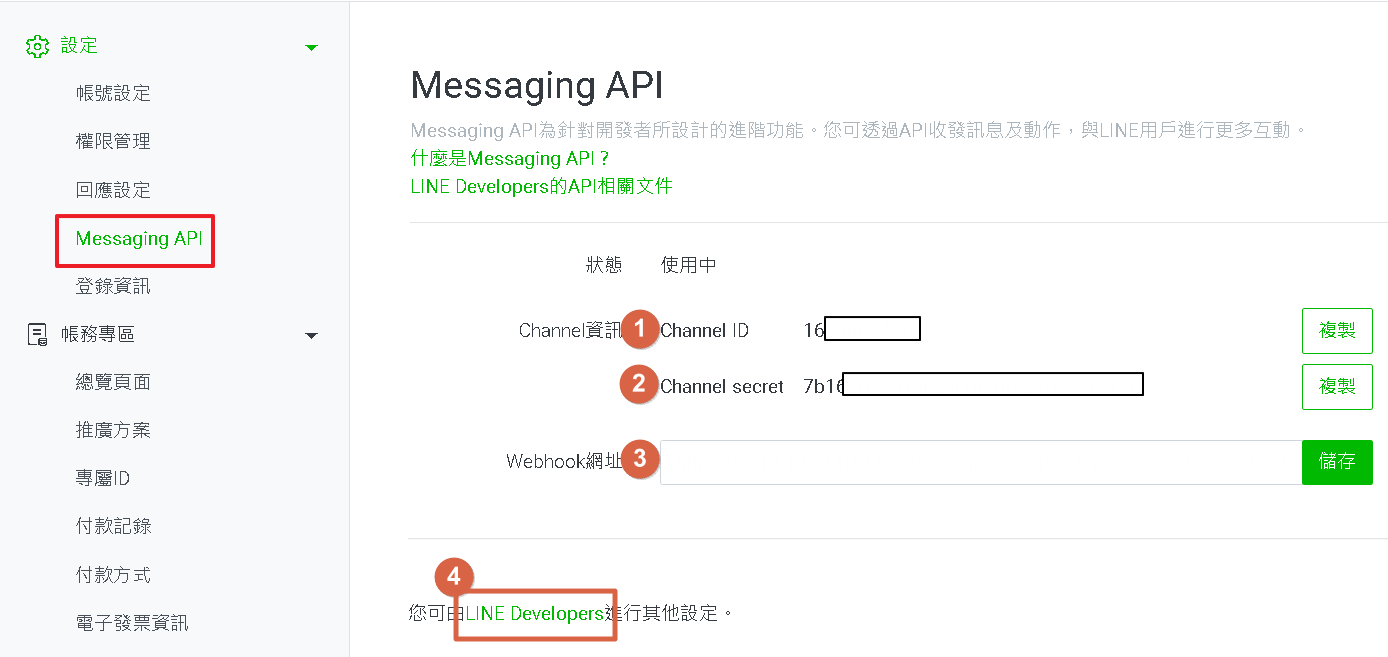 設定
帳號設定
權限管理
回應設定
Messaging API
登錄資訊
帳務專區
總覽頁面
推廣方案
專屬ID
付款記錄
付款方式
電子發票資訊
Messaging API
Messaging API為針對開發者所設計的進階功能。您可透過API收發訊息及動作，與LINE用戶進行更多互動。
什麼是Messaging API？
LINE Developers的API相關文件
狀態 使用中
Channel資訊 1 Channel ID 16 複製
2 Channel secret 7b16 複製
Webhook網址 3 儲存
4
您可由LINE Developers進行其他設定。